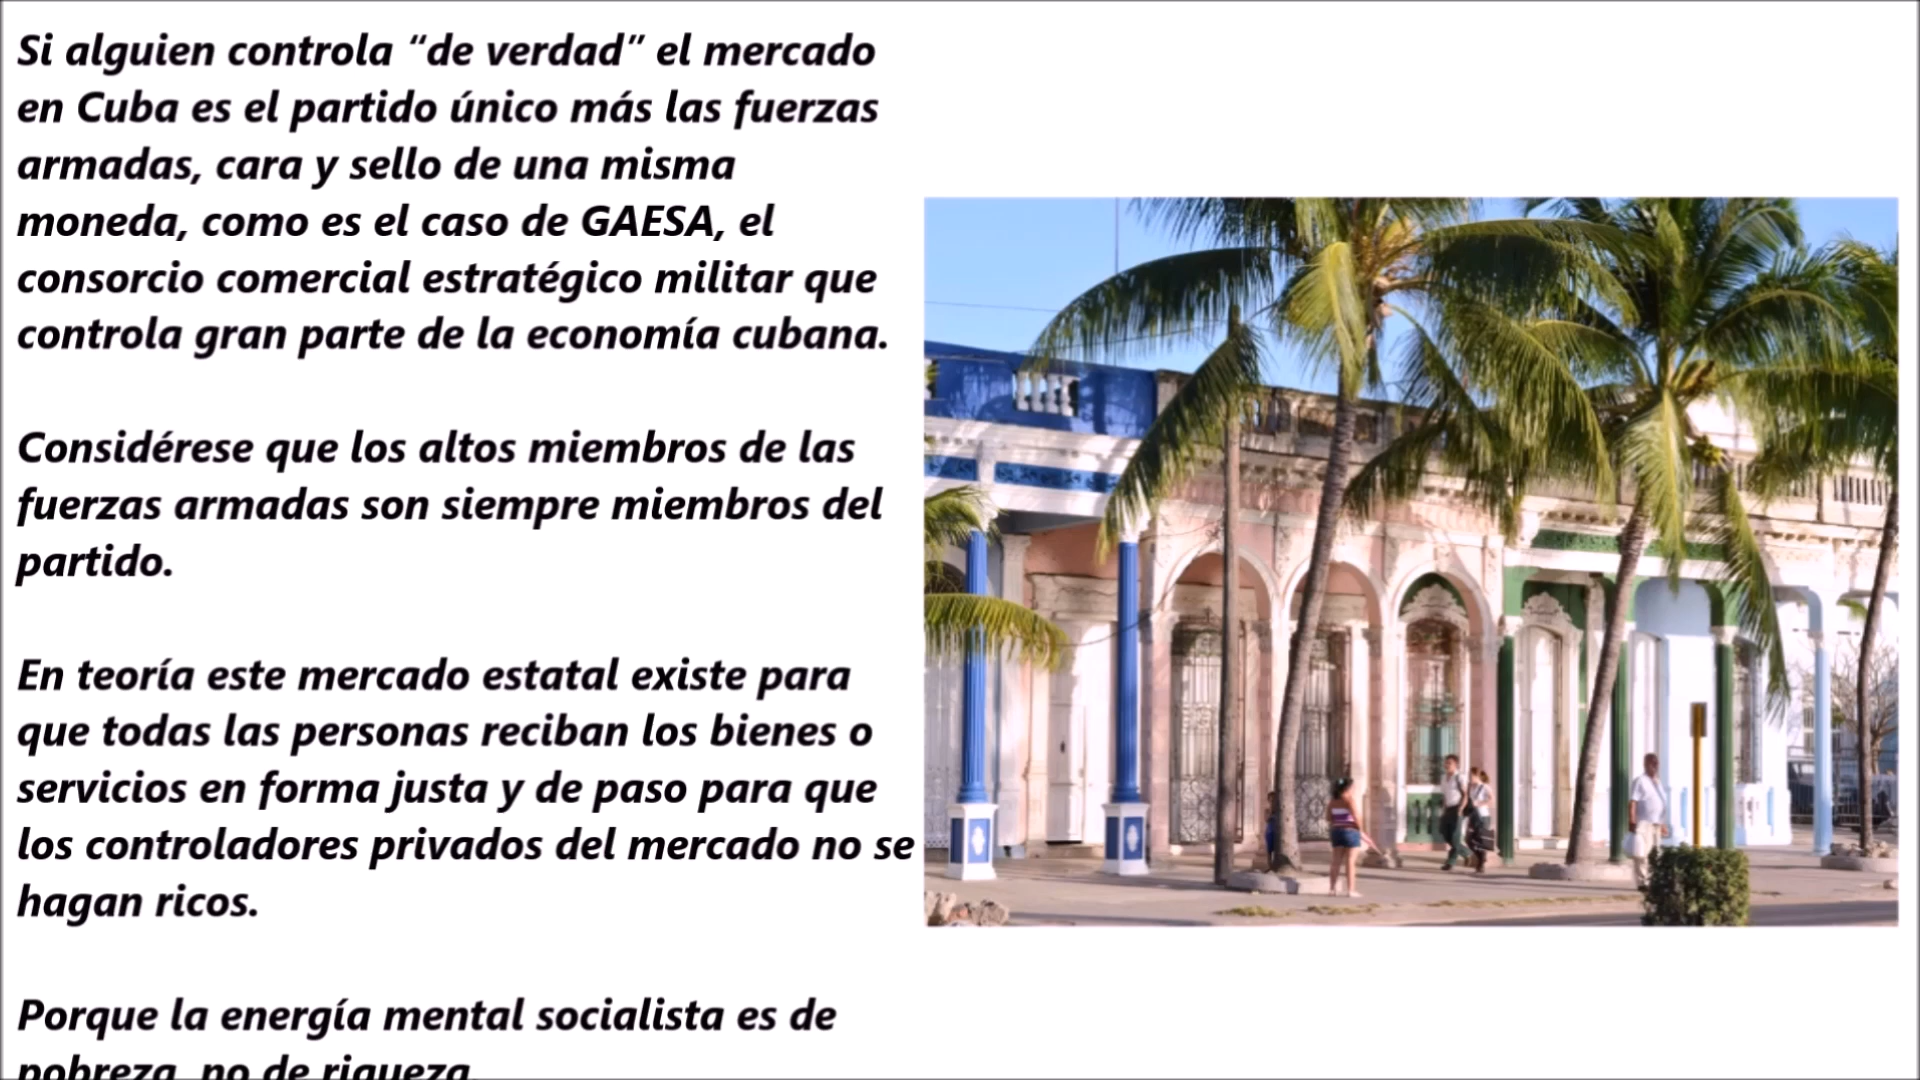 Si alguien controla “de verdad” el mercado
en Cuba es el partido único más las fuerzas
armadas, cara y sello de una misma
moneda, como es el caso de GAESA, el
consorcio comercial estratégico militar que
controla gran parte de la economía cubana.
Considérese que los altos miembros de las
fuerzas armadas son siempre miembros del
partido.
En teoría este mercado estatal existe para
que todas las personas reciban los bienes o
servicios en forma justa y de paso para que
los controladores privados del mercado no se
hagan ricos.
Porque la energía mental socialista es de
pobreza, no de riqueza.